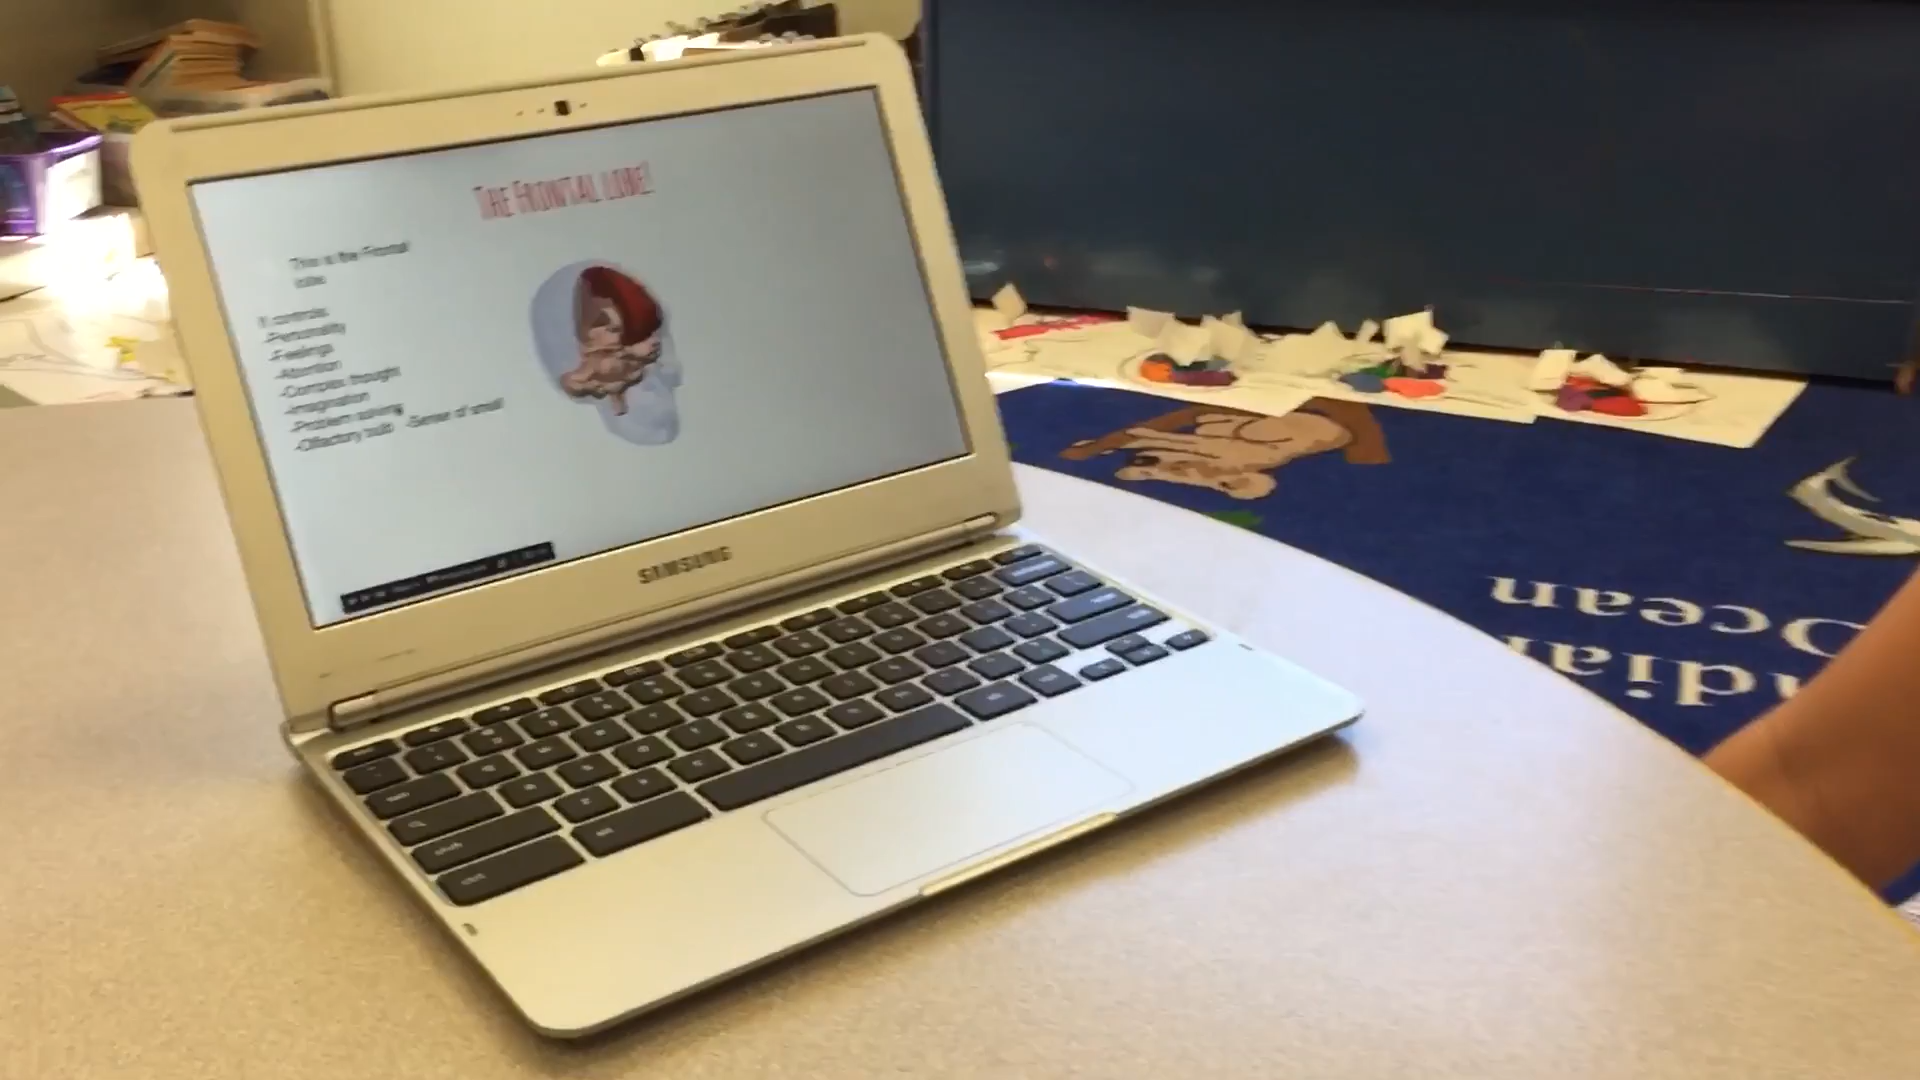 THE FRONTAL LOBE!
This is the Frontal
lobe
It controls:
-Personality
-Feelings
-Attention
-Complex thought
-Imagination
-Problem solving
-Olfactory bulb -Sense of smell
SAMSUNG
ndian
Ocean